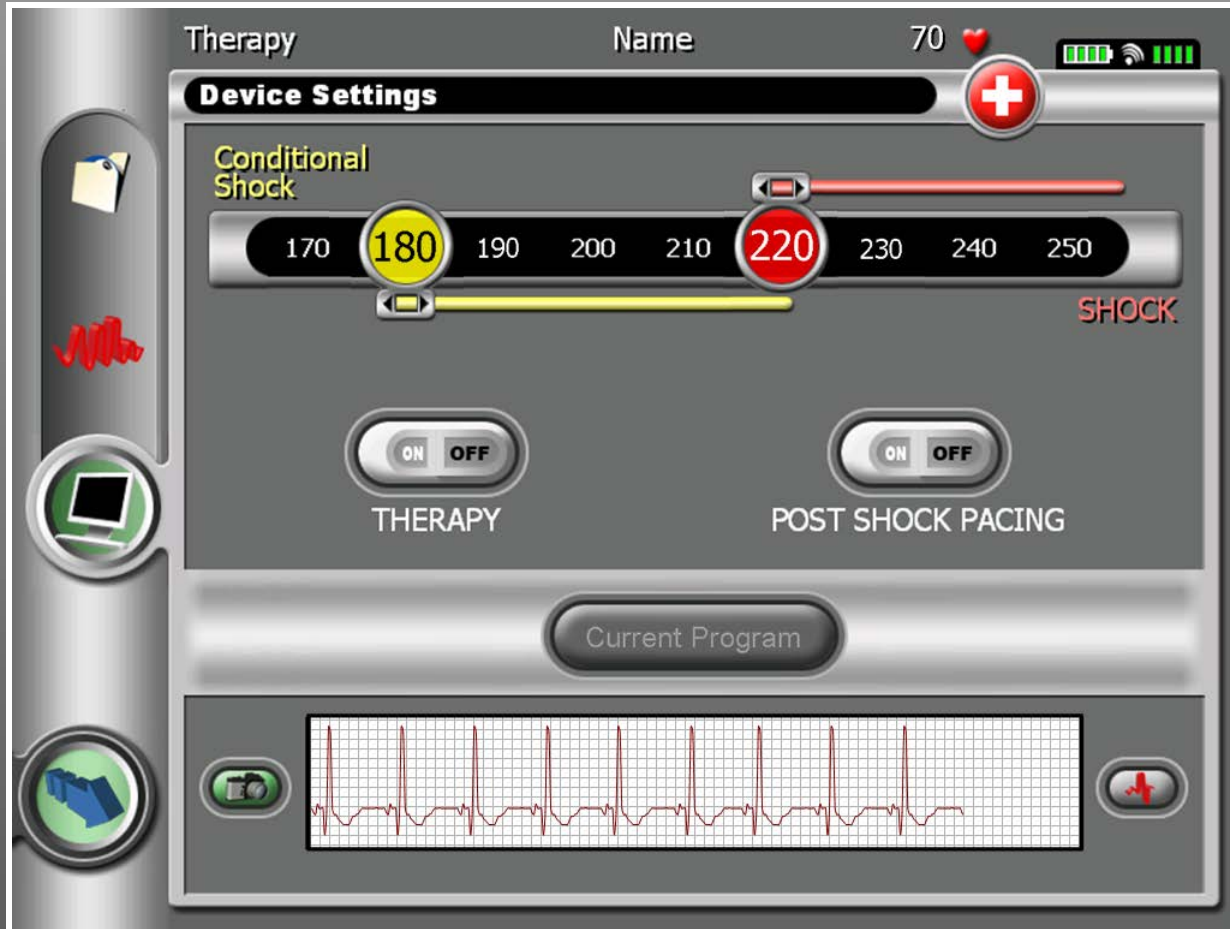 Therapy Name 70
Device Settings
Conditional
Shock
170 180 190 200 210 220 230 240 250
SHOCK
ON OFF ON OFF
THERAPY POST SHOCK PACING
Current Program